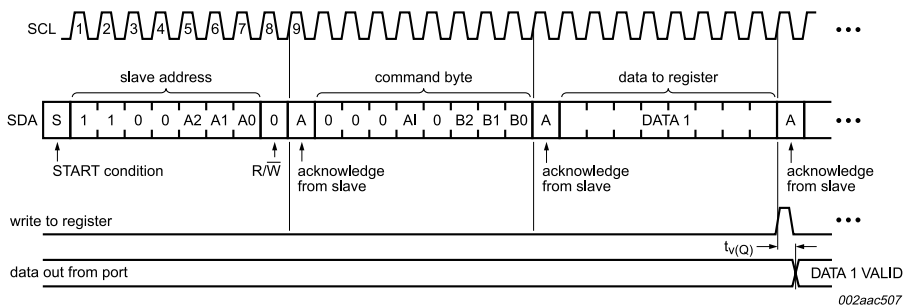 SCL 1 2 3 4 5 6 7 8 9 •••
slave address command byte data to register
SDA S 1 1 0 0 A2 A1 A0 0 A 0 0 0 AI 0 B2 B1 B0 A DATA 1 A •••
START condition R/W̅ acknowledge from slave acknowledge from slave acknowledge from slave
write to register •••
tv(Q)
data out from port DATA 1 VALID
002aac507